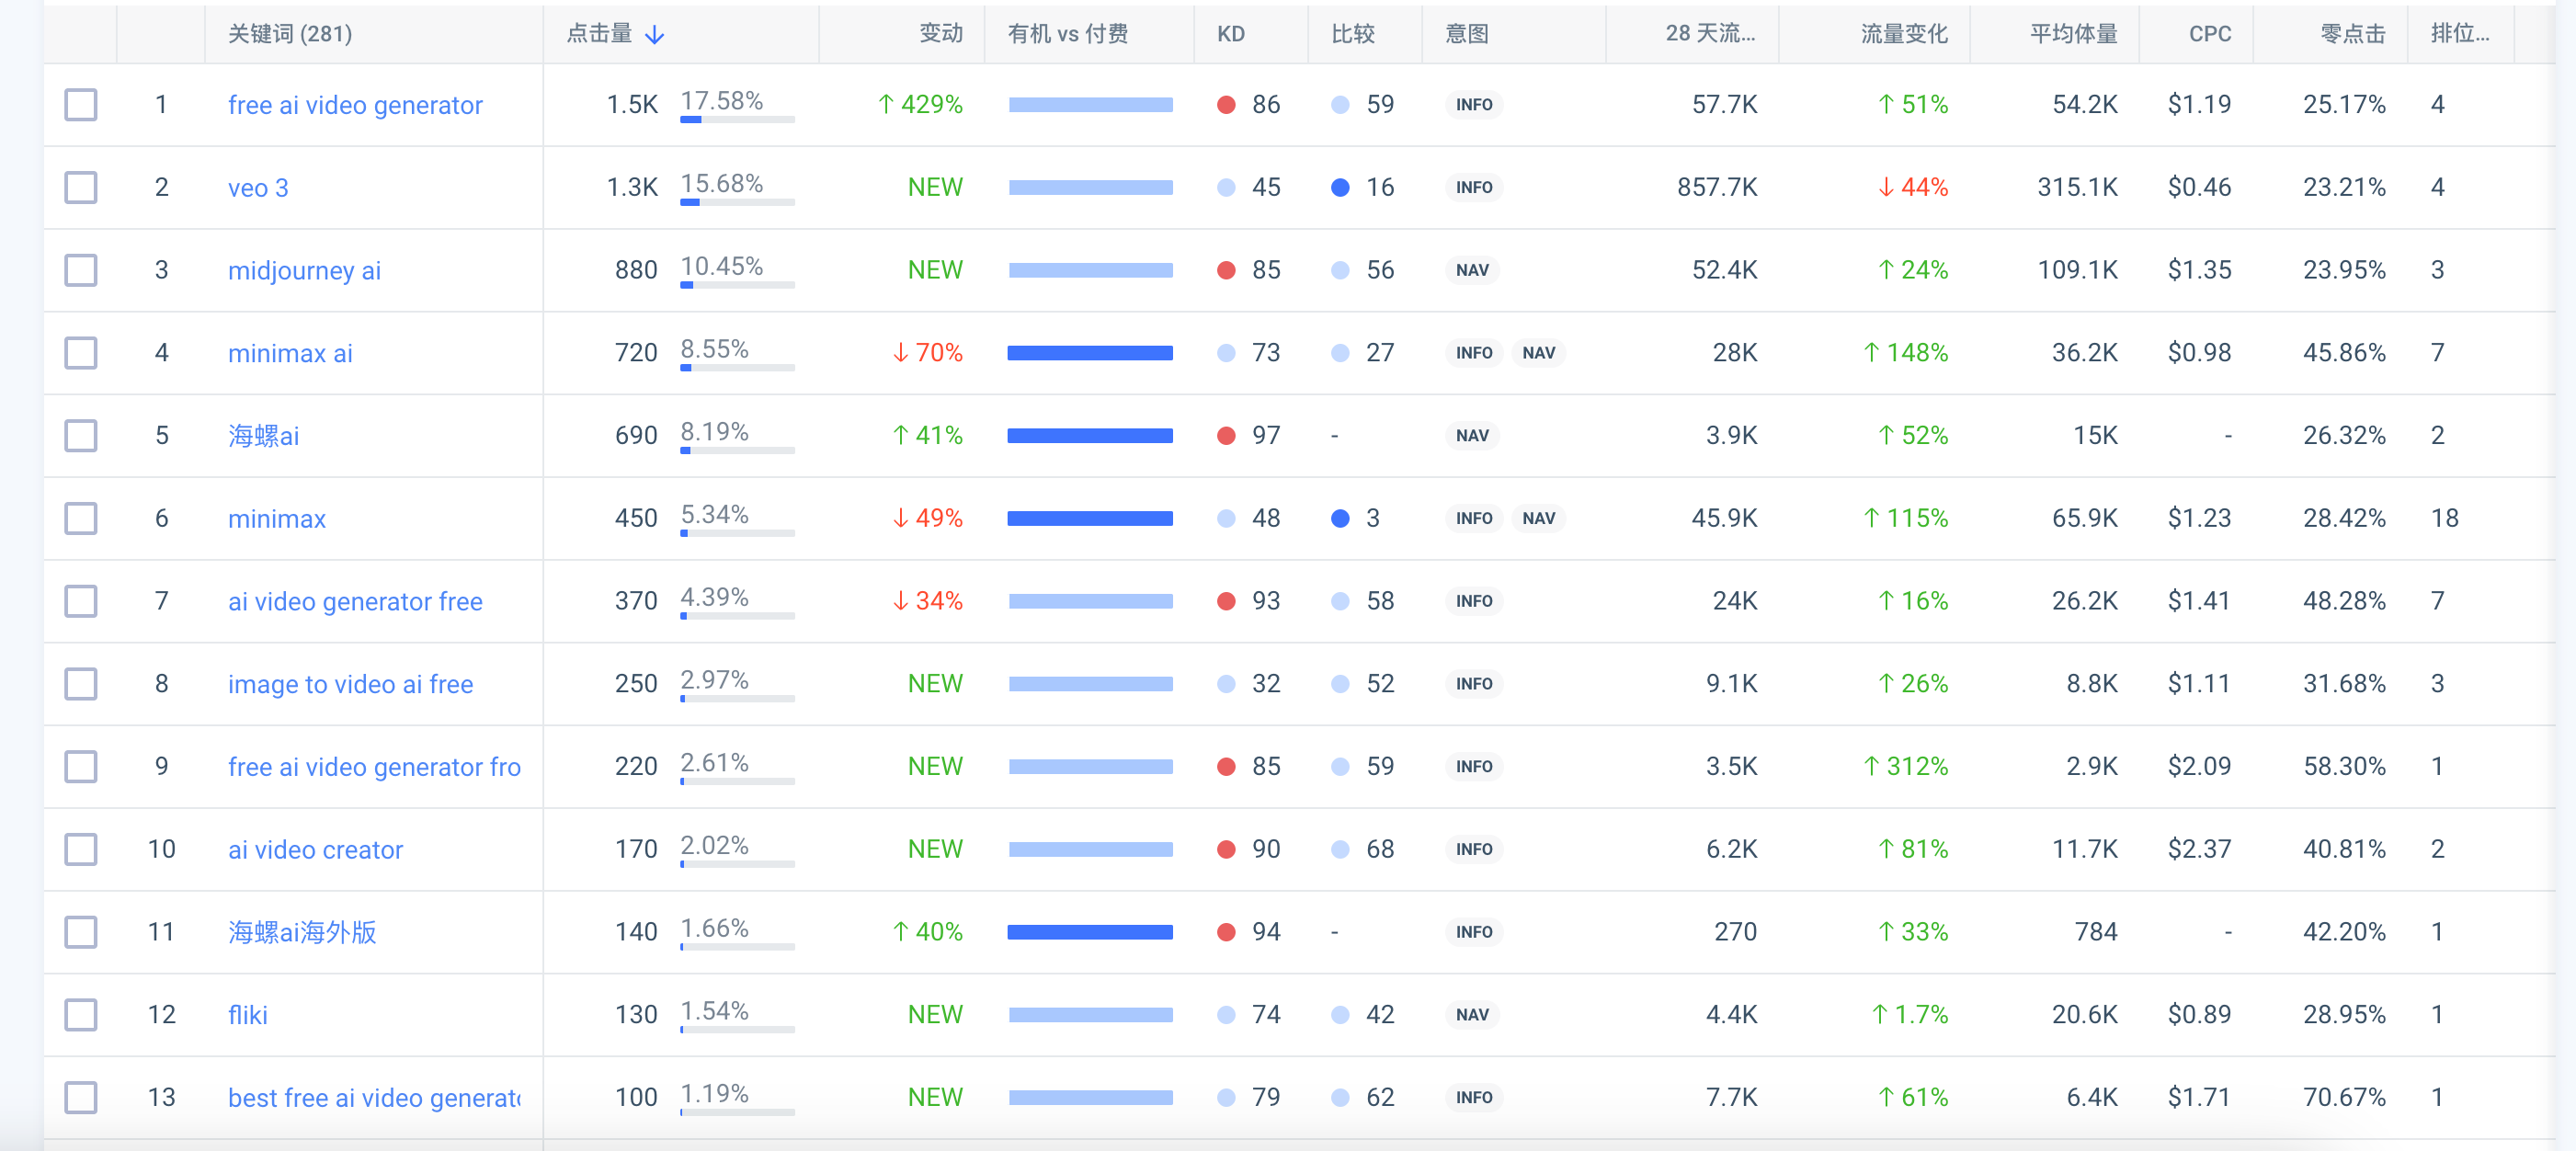 关键词 (281) 点击量 ↓ 变动 有机 vs 付费 KD 比较 意图 28 天流... 流量变化 平均体量 CPC 零点击 排位...
1 free ai video generator 1.5K 17.58% ↑ 429% 86 59 INFO 57.7K ↑ 51% 54.2K $1.19 25.17% 4
2 veo 3 1.3K 15.68% NEW 45 16 INFO 857.7K ↓ 44% 315.1K $0.46 23.21% 4
3 midjourney ai 880 10.45% NEW 85 56 NAV 52.4K ↑ 24% 109.1K $1.35 23.95% 3
4 minimax ai 720 8.55% ↓ 70% 73 27 INFO NAV 28K ↑ 148% 36.2K $0.98 45.86% 7
5 海螺ai 690 8.19% ↑ 41% 97 - NAV 3.9K ↑ 52% 15K - 26.32% 2
6 minimax 450 5.34% ↓ 49% 48 3 INFO NAV 45.9K ↑ 115% 65.9K $1.23 28.42% 18
7 ai video generator free 370 4.39% ↓ 34% 93 58 INFO 24K ↑ 16% 26.2K $1.41 48.28% 7
8 image to video ai free 250 2.97% NEW 32 52 INFO 9.1K ↑ 26% 8.8K $1.11 31.68% 3
9 free ai video generator fro 220 2.61% NEW 85 59 INFO 3.5K ↑ 312% 2.9K $2.09 58.30% 1
10 ai video creator 170 2.02% NEW 90 68 INFO 6.2K ↑ 81% 11.7K $2.37 40.81% 2
11 海螺ai海外版 140 1.66% ↑ 40% 94 - INFO 270 ↑ 33% 784 - 42.20% 1
12 fliki 130 1.54% NEW 74 42 NAV 4.4K ↑ 1.7% 20.6K $0.89 28.95% 1
13 best free ai video generat 100 1.19% NEW 79 62 INFO 7.7K ↑ 61% 6.4K $1.71 70.67% 1